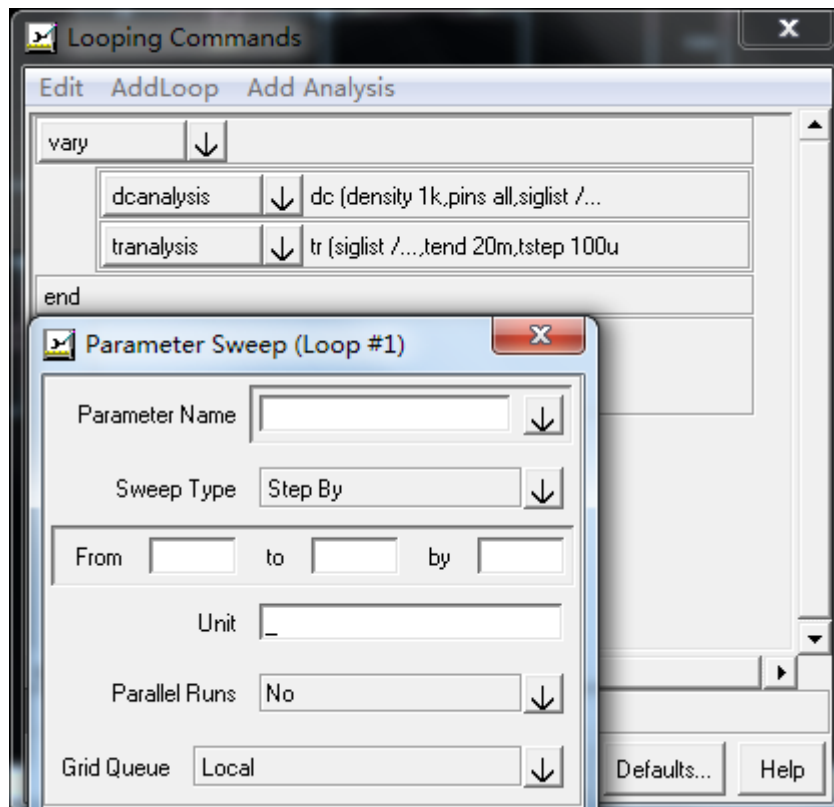 Looping Commands
Edit AddLoop Add Analysis
vary
dcanalysis dc (density 1k,pins all,siglist /...
tranalysis tr (siglist /...,tend 20m,tstep 100u
end
Parameter Sweep (Loop #1)
Parameter Name
Sweep Type Step By
From to by
Unit _
Parallel Runs No
Grid Queue Local
Defaults... Help